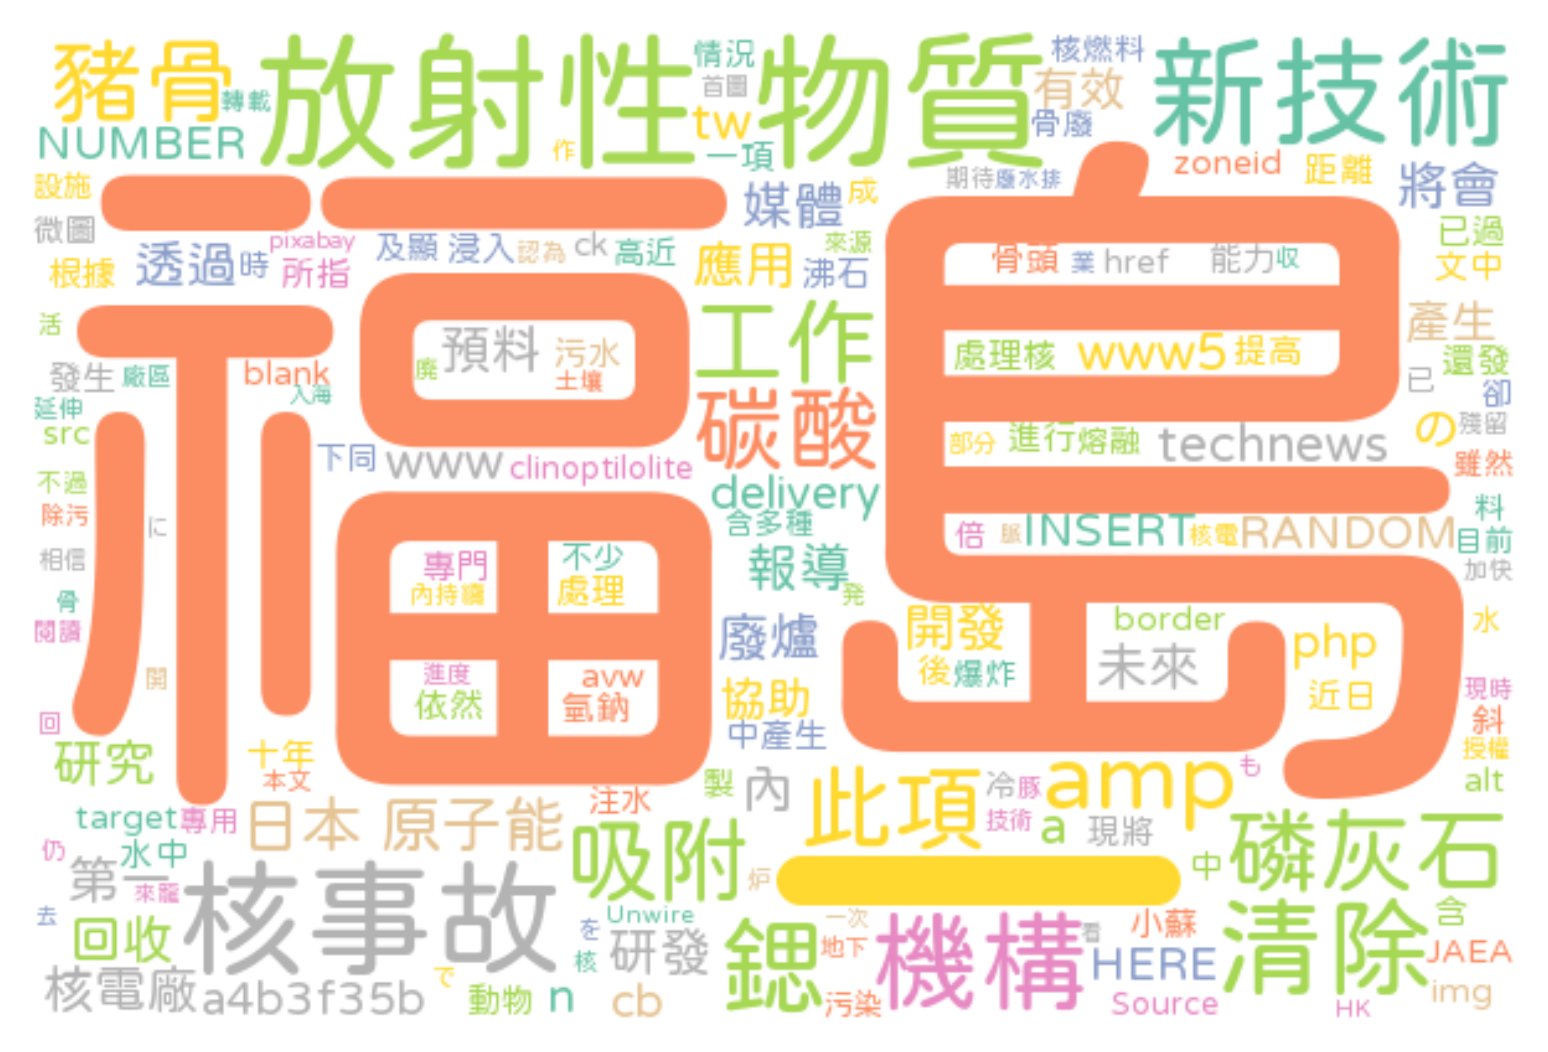 豬骨 放射性物質 新技術
轉載 情況 首圖 核燃料 有效
NUMBER tw 骨廢
作 一項 zoneid 距離
設施 期待 廢水排 將會
媒體 成
微圖 pixabay 及顯 浸入 認為 ck 高近 來源 已過
根據 透過 時 所指 應用 沸石 骨頭 業 href 能力 収 文中
福島
活 工作 產生
發生 廠區 blank 廢 預料 污水 處理核 www5 提高 還發
入海 土壤 已 卻
延伸 碳酸 の 殘留
src 下同 www clinoptilolite 部分 進行 熔融 technews 雖然
不過 delivery 料
除污 に 含多種 倍 INSERT 核電 RANDOM 目前
相信 專門 不少 報導 加快
骨 內持續 處理 発
閱讀 廢爐 開發 border php 水
開 進度 avw 後 爆炸 未來
依然 氫鈉 協助 近日 現時
回 中產生 斜
研究 十年 授權
本文 製 內 此項 冷 豚 amp も alt
target 專用 日本 原子能 注水 技術 a 現將 磷灰石
仍 水中 吸附
第一 來龍 核事故 炉 一 中
去 Unwire 一次 小蘇 含
回收 を 研發 鍶 地下 機構 看 清除
核 HERE JAEA
核電廠 a4b3f35b で 動物 n cb 污染 Source img
HK